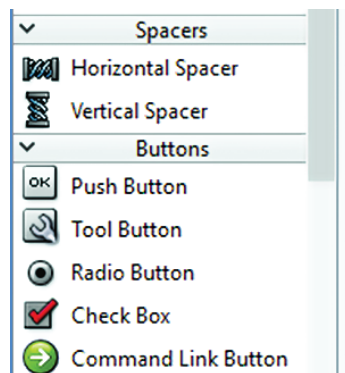 Spacers
Horizontal Spacer
Vertical Spacer
Buttons
OK Push Button
Tool Button
Radio Button
Check Box
Command Link Button